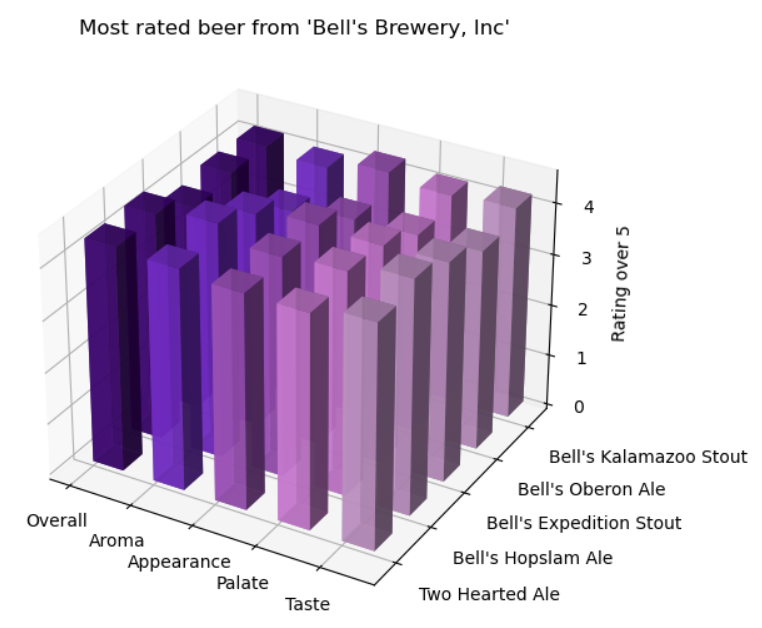 Most rated beer from 'Bell's Brewery, Inc'
4
3
2
1
0
Rating over 5
Overall
Aroma
Appearance
Palate
Taste
Bell's Kalamazoo Stout
Bell's Oberon Ale
Bell's Expedition Stout
Bell's Hopslam Ale
Two Hearted Ale